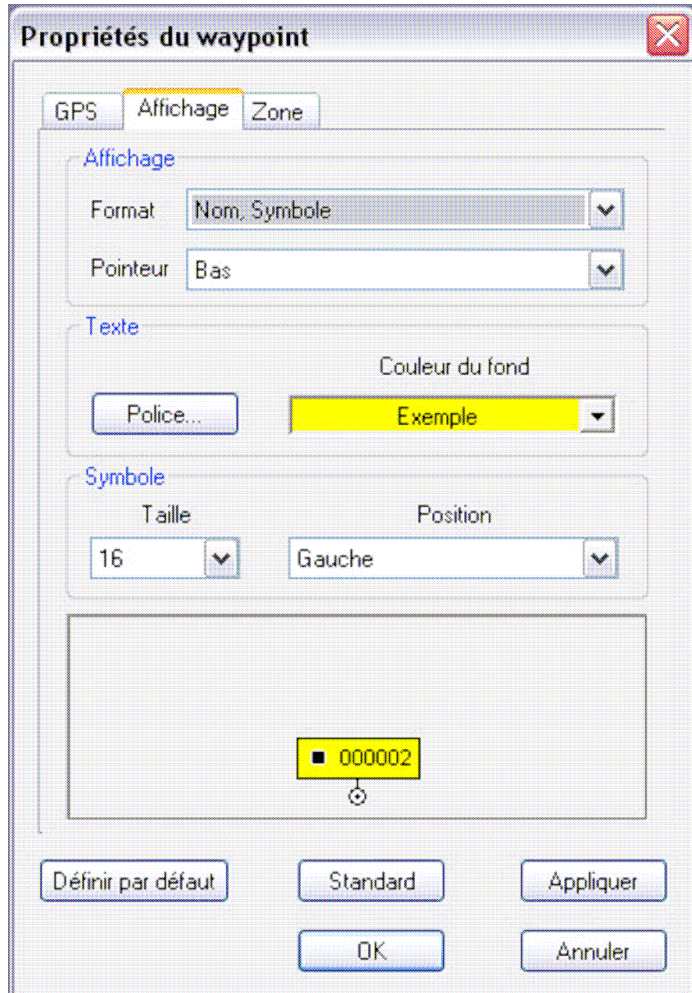 Propriétés du waypoint
GPS Affichage Zone
Affichage
Format Nom, Symbole
Pointeur Bas
Texte
Couleur du fond
Police... Exemple
Symbole
Taille Position
16 Gauche
000002
Définir par défaut Standard Appliquer
OK Annuler